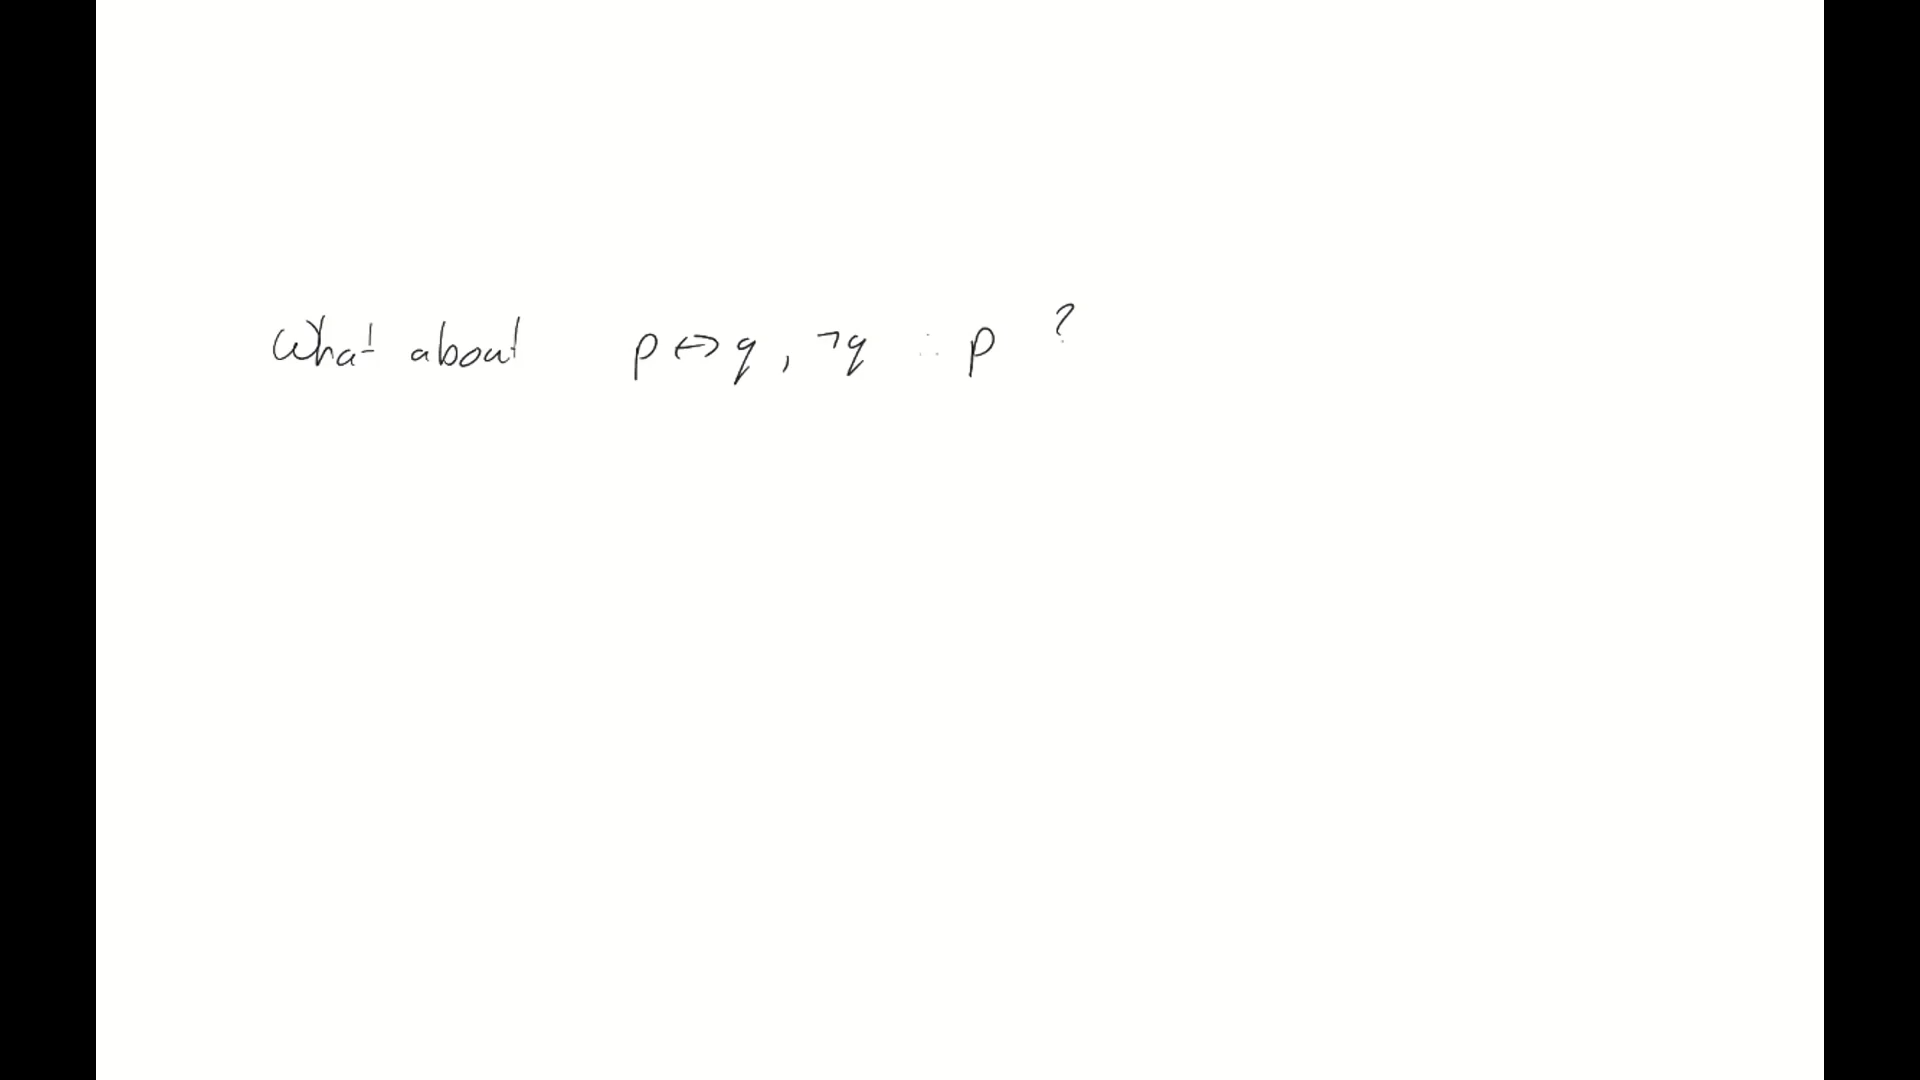 What about p ↔ q , ¬q ∴ p ?